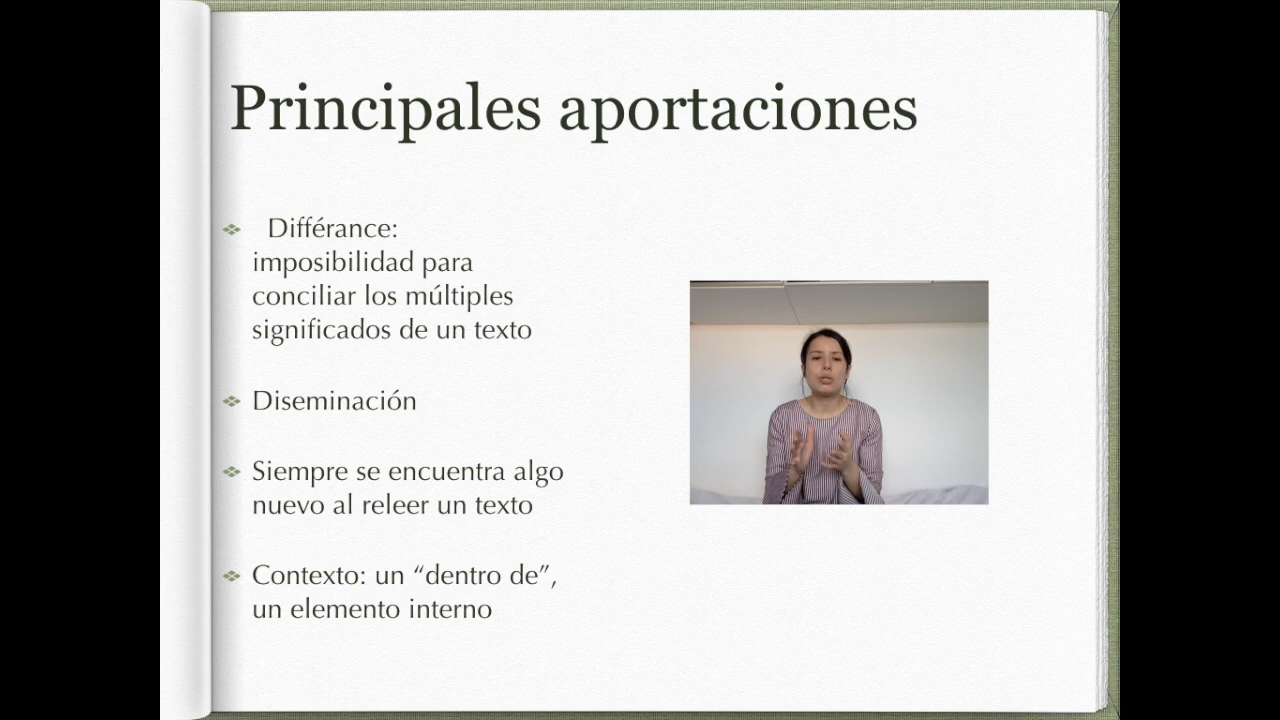 Principales aportaciones
Différance:
imposibilidad para
conciliar los múltiples
significados de un texto
Diseminación
Siempre se encuentra algo
nuevo al releer un texto
Contexto: un “dentro de”,
un elemento interno